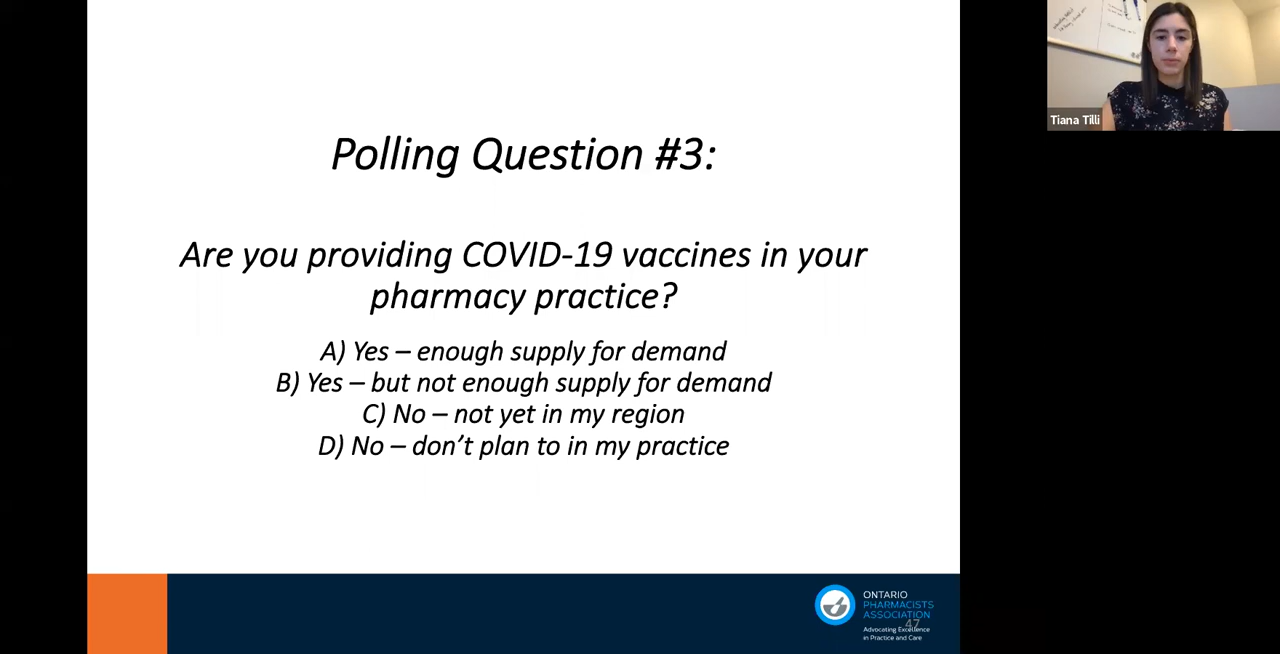 Polling Question #3:
Are you providing COVID-19 vaccines in your
pharmacy practice?
A) Yes – enough supply for demand
B) Yes – but not enough supply for demand
C) No – not yet in my region
D) No – don’t plan to in my practice
ONTARIO
PHARMACISTS
ASSOCIATION
47
Advocating Excellence
in Practice and Care
Tiana Tilli